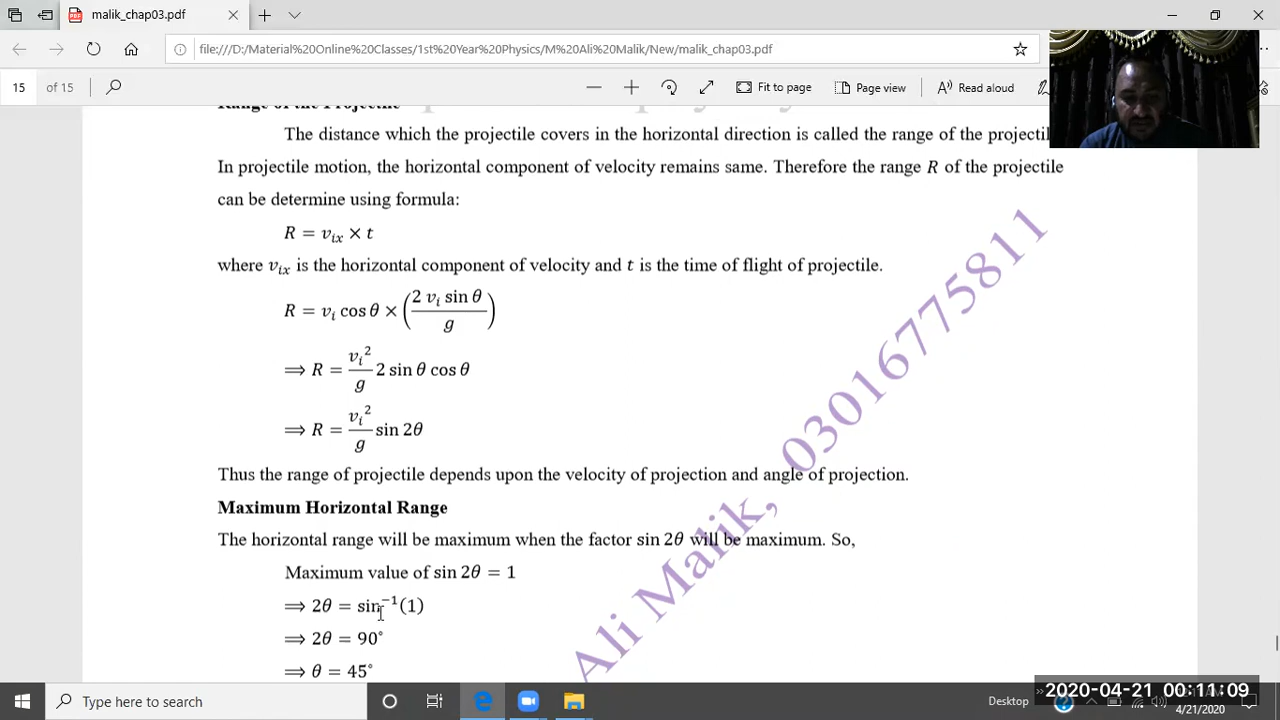 malik_chap03.pdf
file:///D:/Material%20Online%20Classes/1st%20Year%20Physics/M%20Ali%20Malik/New/malik_chap03.pdf
15 of 15 Fit to page Page view Read aloud
Range of the Projectile
The distance which the projectile covers in the horizontal direction is called the range of the projectil
In projectile motion, the horizontal component of velocity remains same. Therefore the range R of the projectile
can be determine using formula:
R = v_ix × t
where v_ix is the horizontal component of velocity and t is the time of flight of projectile.
R = v_i cos θ × (2 v_i sin θ / g)
⟹ R = v_i² / g 2 sin θ cos θ
⟹ R = v_i² / g sin 2θ
Thus the range of projectile depends upon the velocity of projection and angle of projection.
Maximum Horizontal Range
The horizontal range will be maximum when the factor sin 2θ will be maximum. So,
Maximum value of sin 2θ = 1
⟹ 2θ = sin⁻¹(1)
⟹ 2θ = 90°
⟹ θ = 45°
Ali Malik, 03016775811
Type here to search
Desktop
2020-04-21 00:11:09
4/21/2020